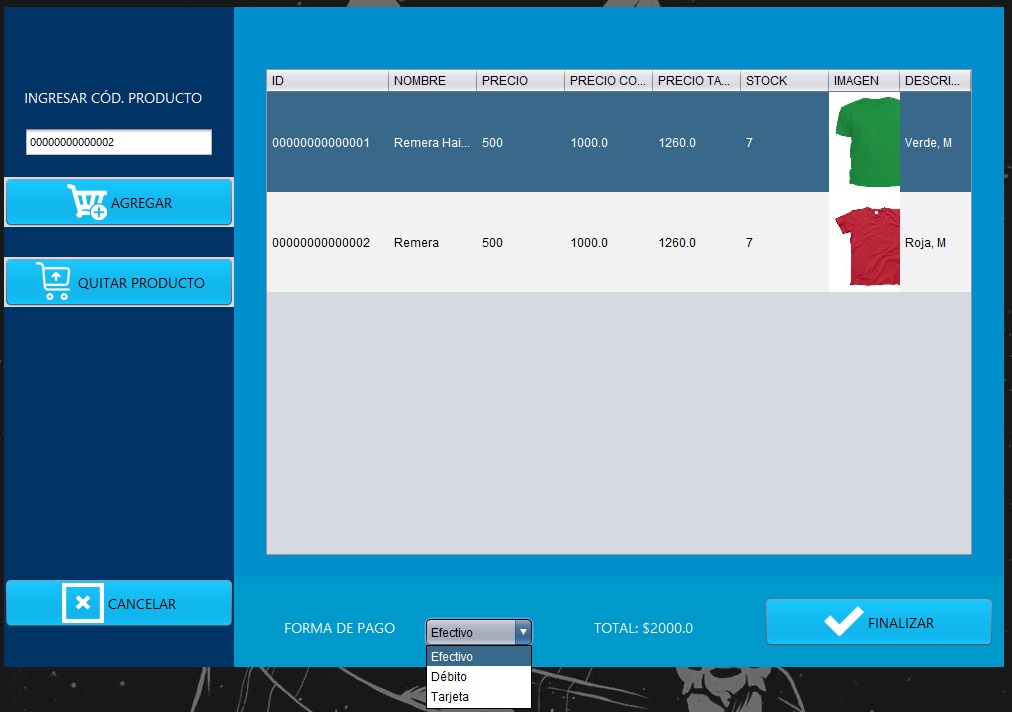 INGRESAR CÓD. PRODUCTO
00000000000002
AGREGAR
QUITAR PRODUCTO
CANCELAR
ID NOMBRE PRECIO PRECIO CO... PRECIO TA... STOCK IMAGEN DESCRI...
00000000000001 Remera Hai... 500 1000.0 1260.0 7 Verde, M
00000000000002 Remera 500 1000.0 1260.0 7 Roja, M
FORMA DE PAGO Efectivo TOTAL: $2000.0 FINALIZAR
Efectivo
Débito
Tarjeta